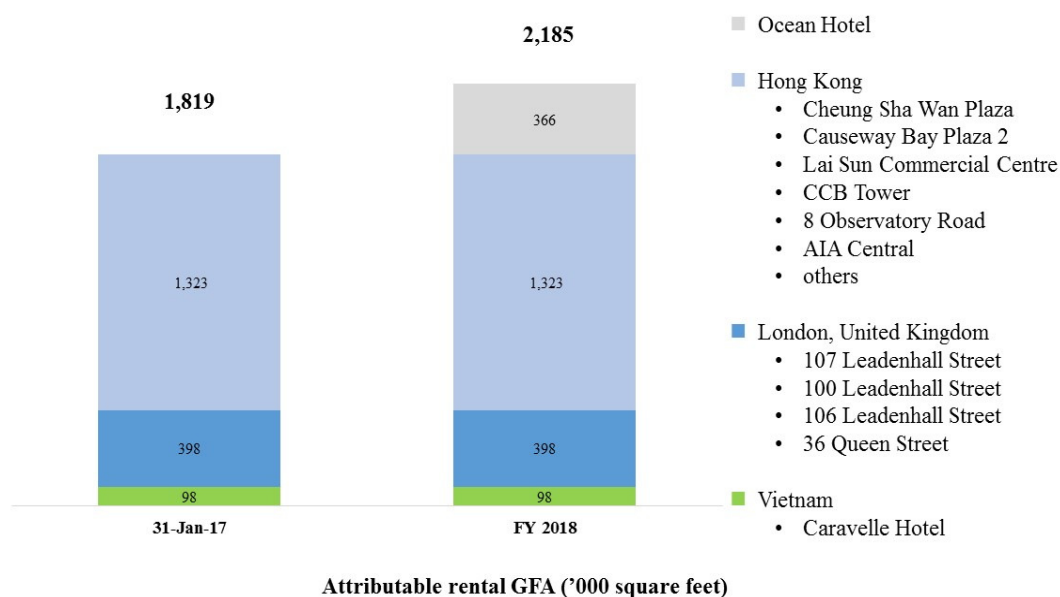 1,819
1,323
398
98
31-Jan-17
2,185
366
1,323
398
98
FY 2018
Attributable rental GFA (’000 square feet)
Ocean Hotel
Hong Kong
• Cheung Sha Wan Plaza
• Causeway Bay Plaza 2
• Lai Sun Commercial Centre
• CCB Tower
• 8 Observatory Road
• AIA Central
• others
London, United Kingdom
• 107 Leadenhall Street
• 100 Leadenhall Street
• 106 Leadenhall Street
• 36 Queen Street
Vietnam
• Caravelle Hotel